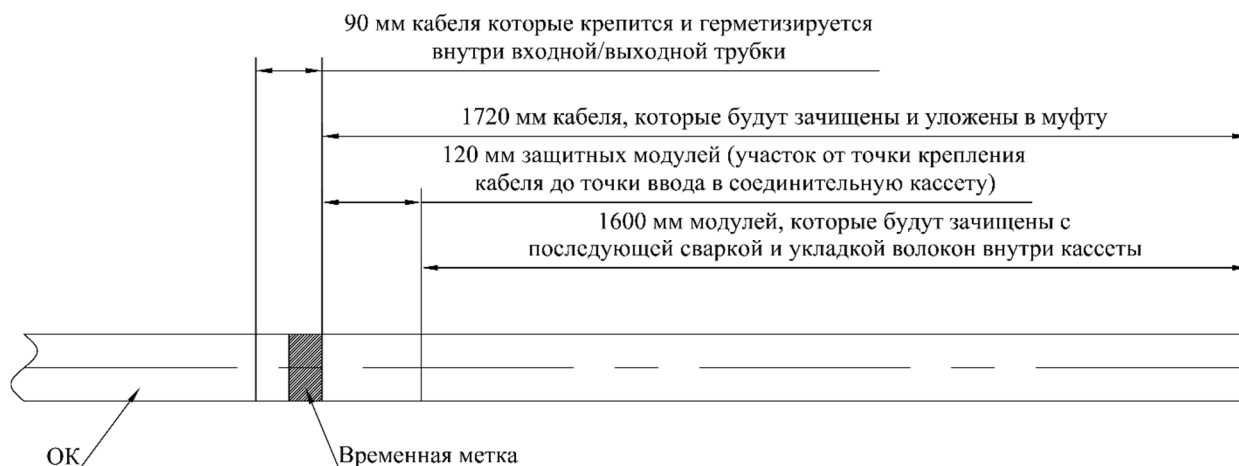 90 мм кабеля которые крепится и герметизируется
внутри входной/выходной трубки
1720 мм кабеля, которые будут зачищены и уложены в муфту
120 мм защитных модулей (участок от точки крепления
кабеля до точки ввода в соединительную кассету)
1600 мм модулей, которые будут зачищены с
последующей сваркой и укладкой волокон внутри кассеты
ОК
Временная метка